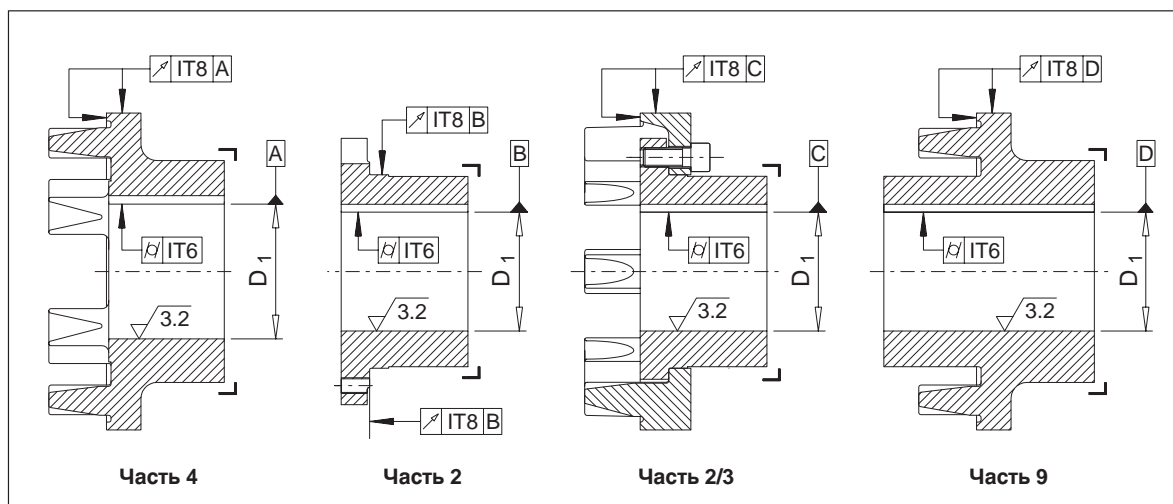 ↗ IT8 A
↗ IT8 B
↗ IT8 C
↗ IT8 D
A
B
C
D
⌭ IT6
⌭ IT6
⌭ IT6
⌭ IT6
D1
D1
D1
D1
3.2
3.2
3.2
3.2
↗ IT8 B
Часть 4
Часть 2
Часть 2/3
Часть 9